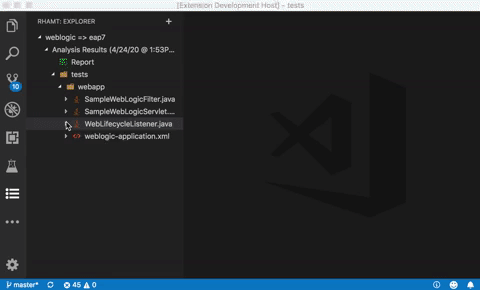 [Extension Development Host] - tests
RHAMT: EXPLORER
weblogic => eap7
Analysis Results (4/24/20 @ 1:53P...
Report
tests
webapp
SampleWebLogicFilter.java
SampleWebLogicServlet....
WebLifecycleListener.java
weblogic-application.xml
10
master*
45
0